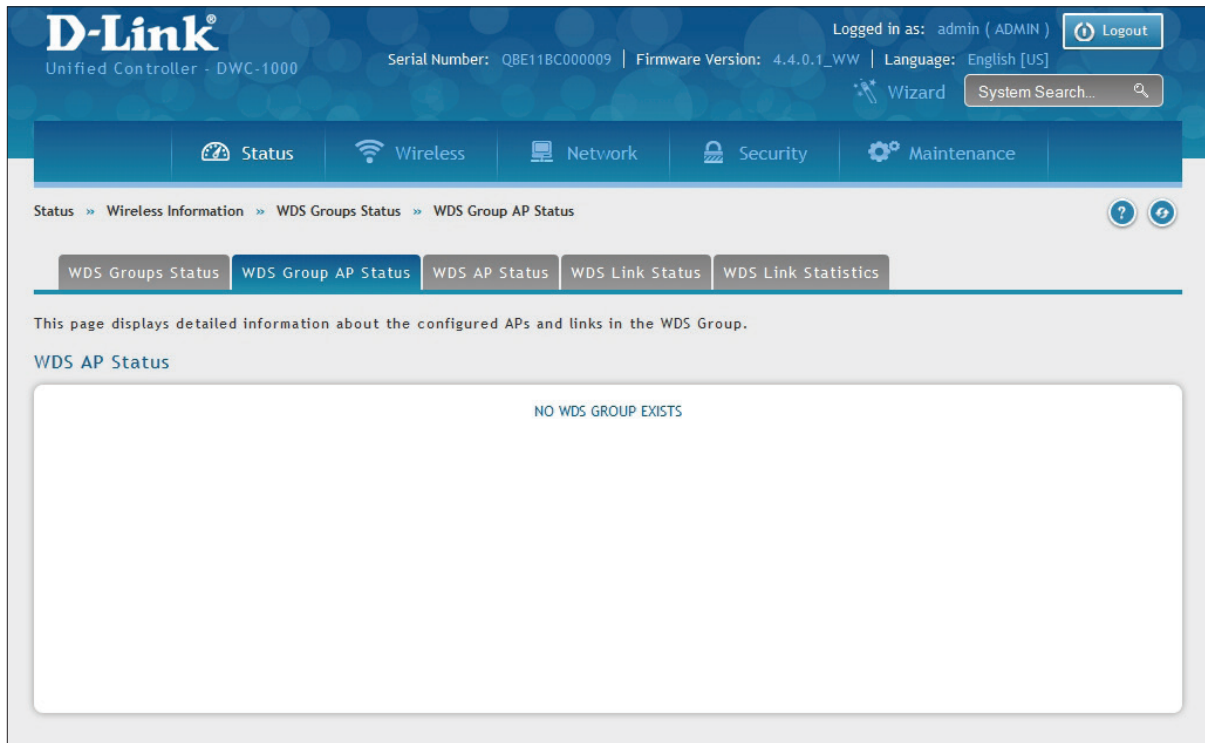 D-Link®
Unified Controller - DWC-1000
Logged in as: admin ( ADMIN )
Logout
Serial Number: QBE11BC000009 | Firmware Version: 4.4.0.1_WW | Language: English [US]
Wizard
System Search...
Status
Wireless
Network
Security
Maintenance
Status » Wireless Information » WDS Groups Status » WDS Group AP Status
?
WDS Groups Status
WDS Group AP Status
WDS AP Status
WDS Link Status
WDS Link Statistics
This page displays detailed information about the configured APs and links in the WDS Group.
WDS AP Status
NO WDS GROUP EXISTS